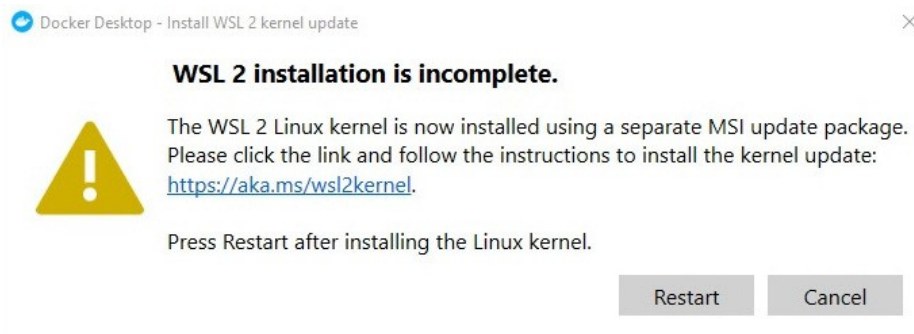 Docker Desktop - Install WSL 2 kernel update
WSL 2 installation is incomplete.
The WSL 2 Linux kernel is now installed using a separate MSI update package.
Please click the link and follow the instructions to install the kernel update:
https://aka.ms/wsl2kernel.
Press Restart after installing the Linux kernel.
Restart Cancel